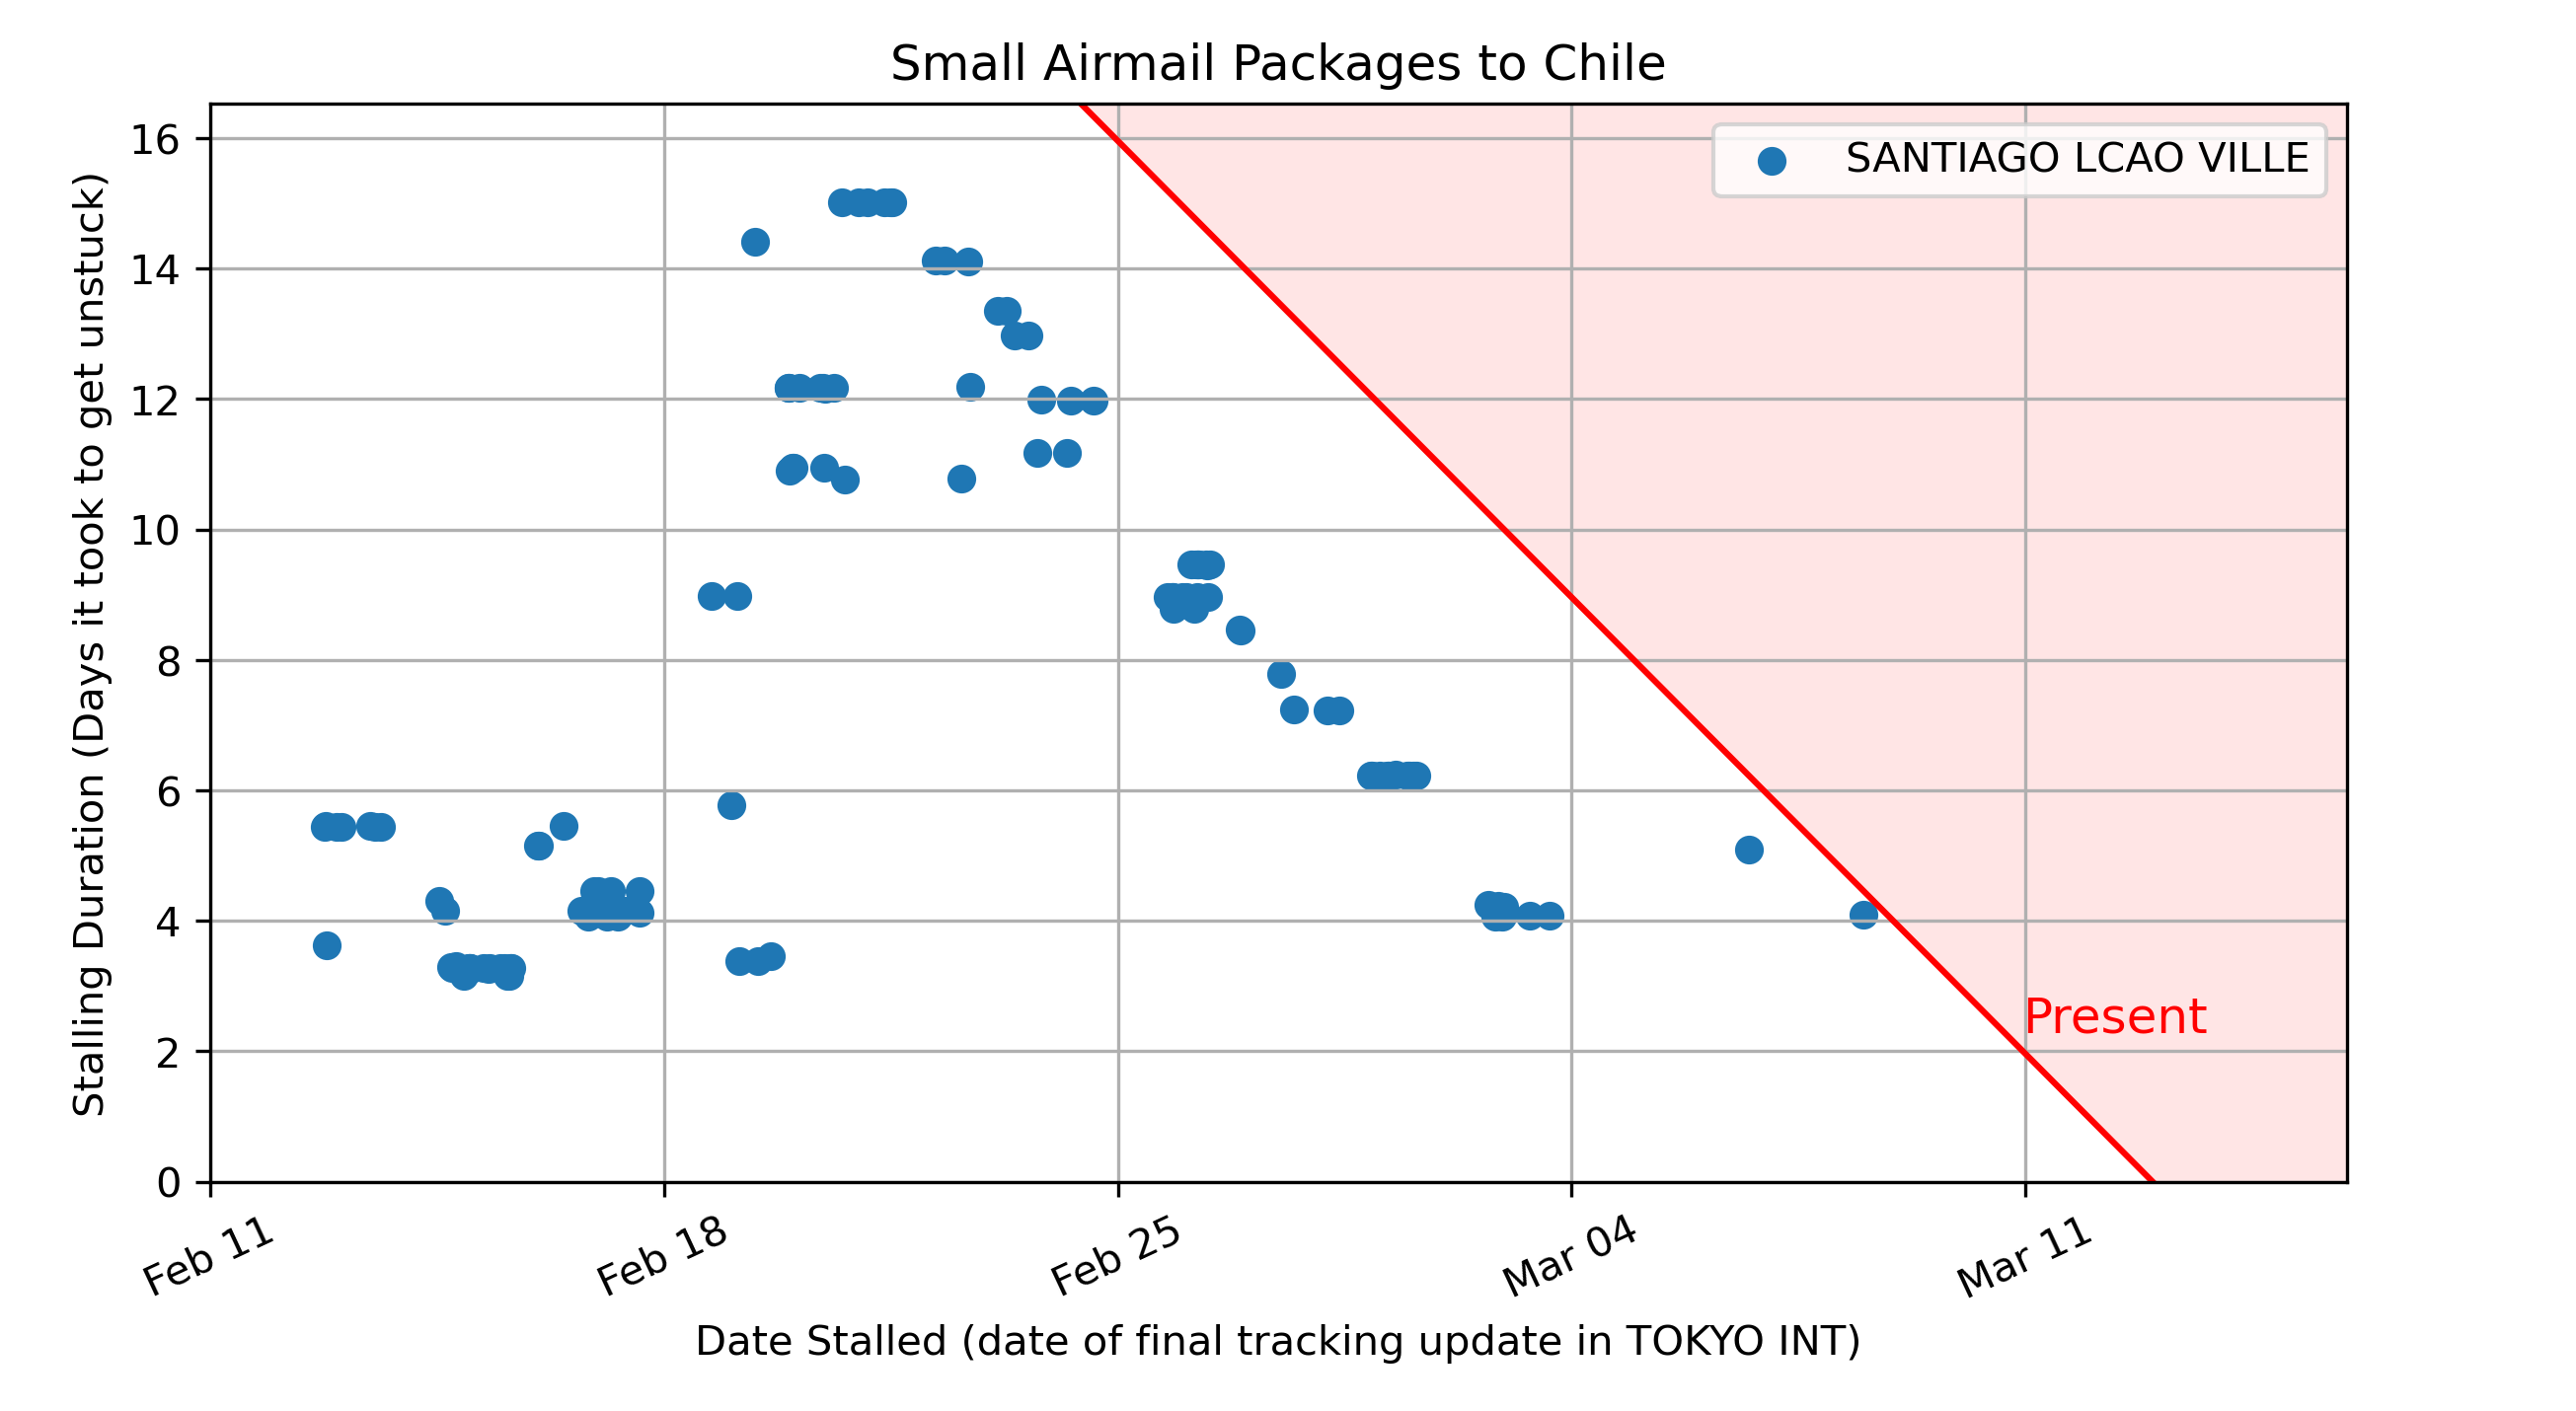 Small Airmail Packages to Chile
SANTIAGO LCAO VILLE
Stalling Duration (Days it took to get unstuck)
16
14
12
10
8
6
4
2
0
Present
Feb 11
Feb 18
Feb 25
Mar 04
Mar 11
Date Stalled (date of final tracking update in TOKYO INT)